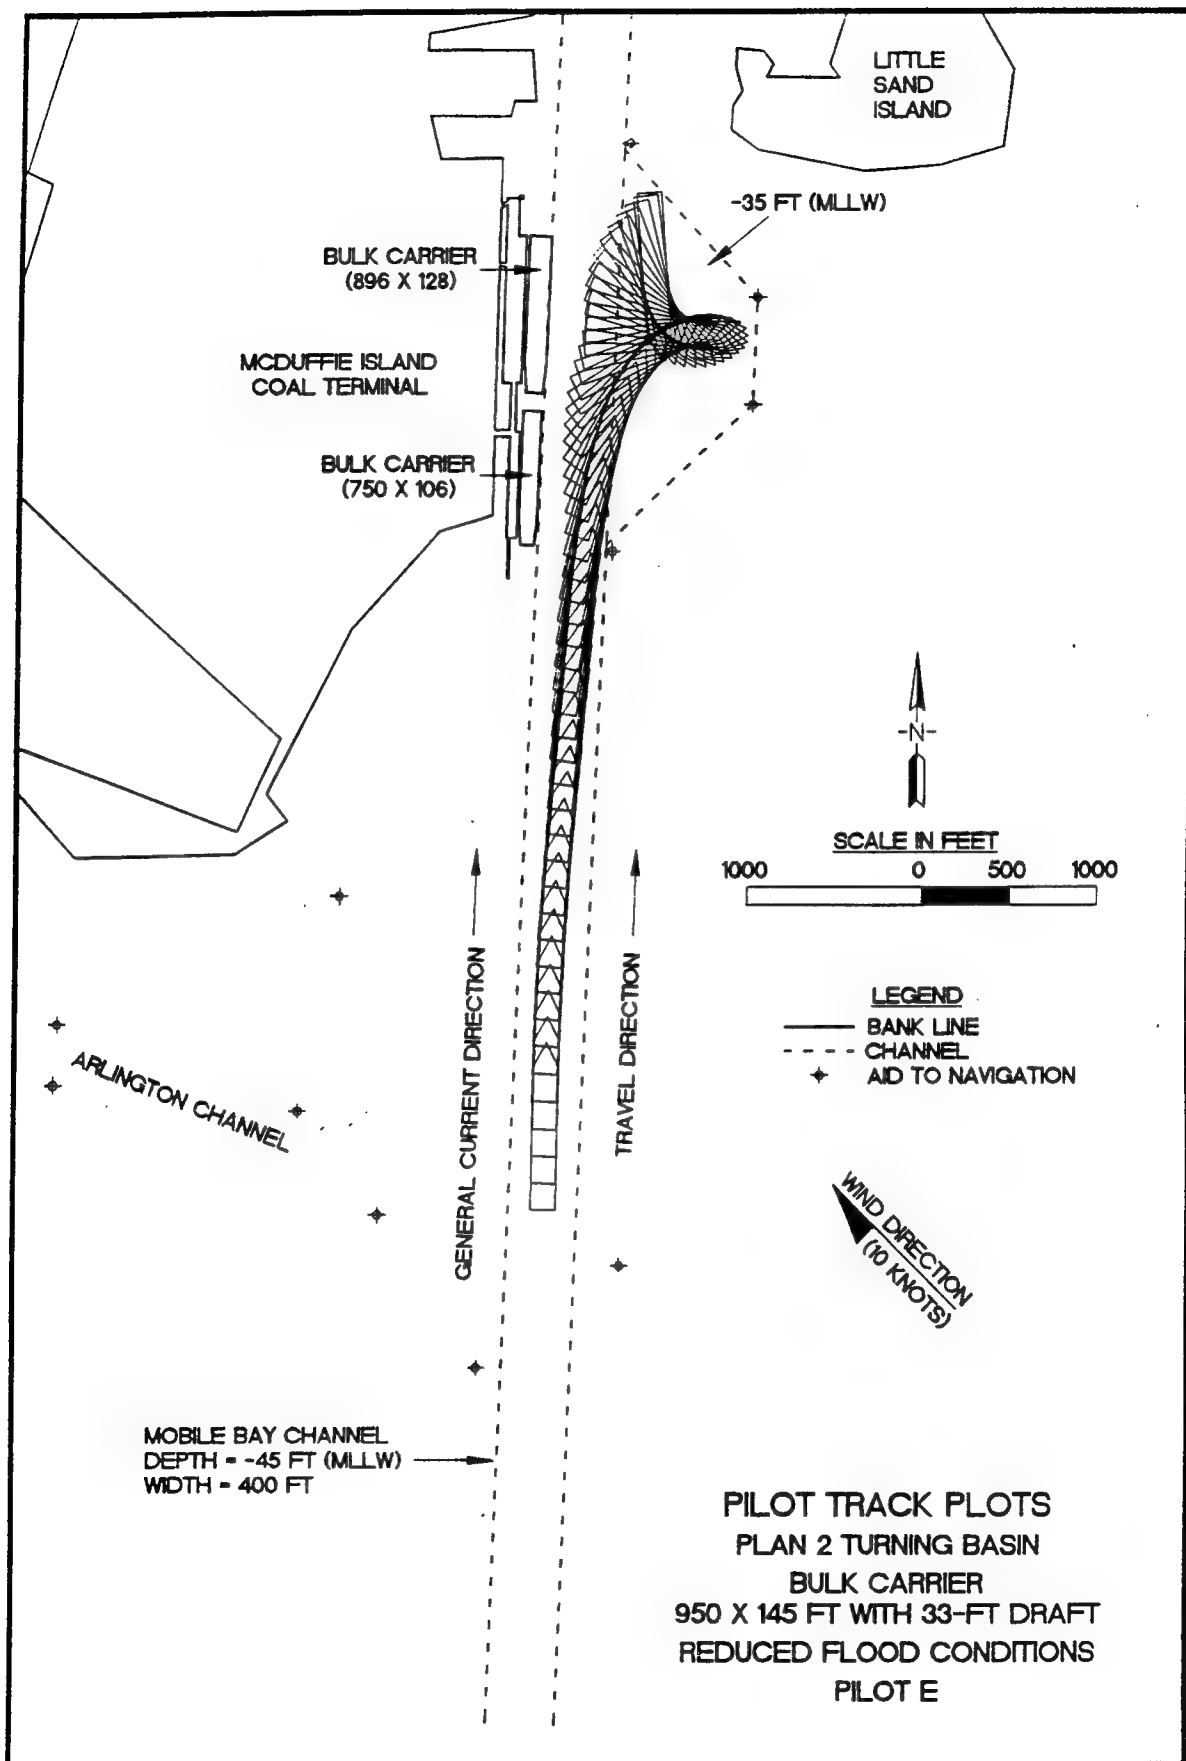 LITTLE
SAND
ISLAND
-35 FT (MLLW)
BULK CARRIER
(896 X 128)
MCDUFFIE ISLAND
COAL TERMINAL
BULK CARRIER
(750 X 106)
-N-
SCALE IN FEET
1000 0 500 1000
GENERAL CURRENT DIRECTION
TRAVEL DIRECTION
LEGEND
BANK LINE
CHANNEL
AID TO NAVIGATION
ARLINGTON CHANNEL
WIND DIRECTION
(10 KNOTS)
MOBILE BAY CHANNEL
DEPTH = -45 FT (MLLW)
WIDTH = 400 FT
PILOT TRACK PLOTS
PLAN 2 TURNING BASIN
BULK CARRIER
950 X 145 FT WITH 33-FT DRAFT
REDUCED FLOOD CONDITIONS
PILOT E